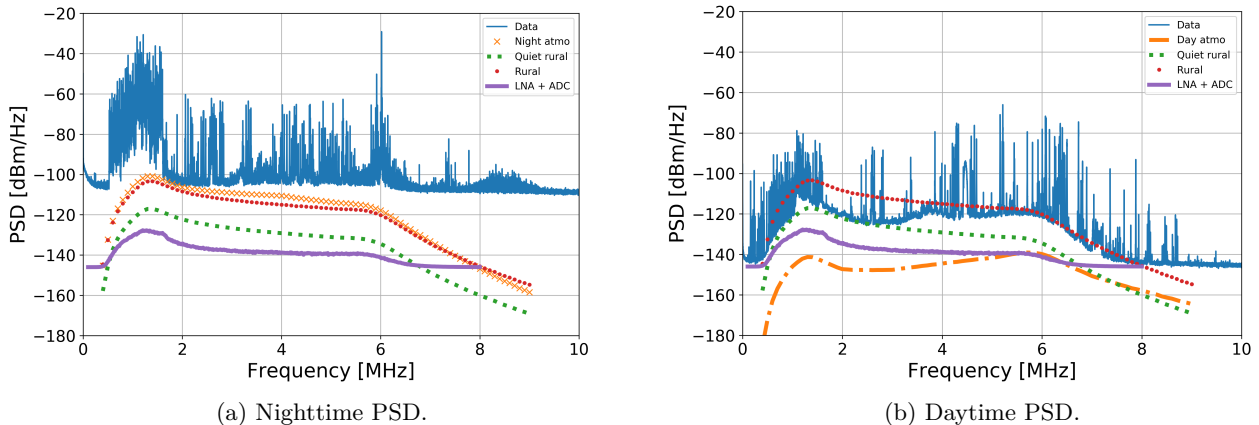 −20
−40
−60
−80
−100
−120
−140
−160
−180
PSD [dBm/Hz]
0 2 4 6 8 10
Frequency [MHz]
Data
Night atmo
Quiet rural
Rural
LNA + ADC
(a) Nighttime PSD.
−20
−40
−60
−80
−100
−120
−140
−160
−180
PSD [dBm/Hz]
0 2 4 6 8 10
Frequency [MHz]
Data
Day atmo
Quiet rural
Rural
LNA + ADC
(b) Daytime PSD.